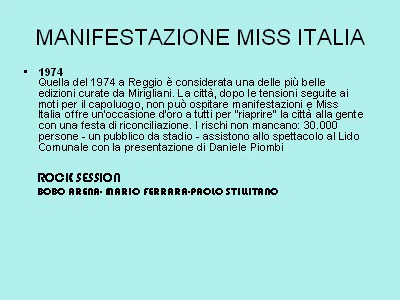 MANIFESTAZIONE MISS ITALIA
• 1974
Quella del 1974 a Reggio è considerata una delle più belle
edizioni curate da Mirigliani. La città, dopo le tensioni seguite ai
moti per il capoluogo, non può ospitare manifestazioni e Miss
Italia offre un'occasione d'oro a tutti per "riaprire" la città alla gente
con una festa di riconciliazione. I rischi non mancano: 30.000
persone - un pubblico da stadio - assistono allo spettacolo al Lido
Comunale con la presentazione di Daniele Piombi
ROCK SESSION
BOBO ARENA- MARIO FERRARA-PAOLO STILLITANO